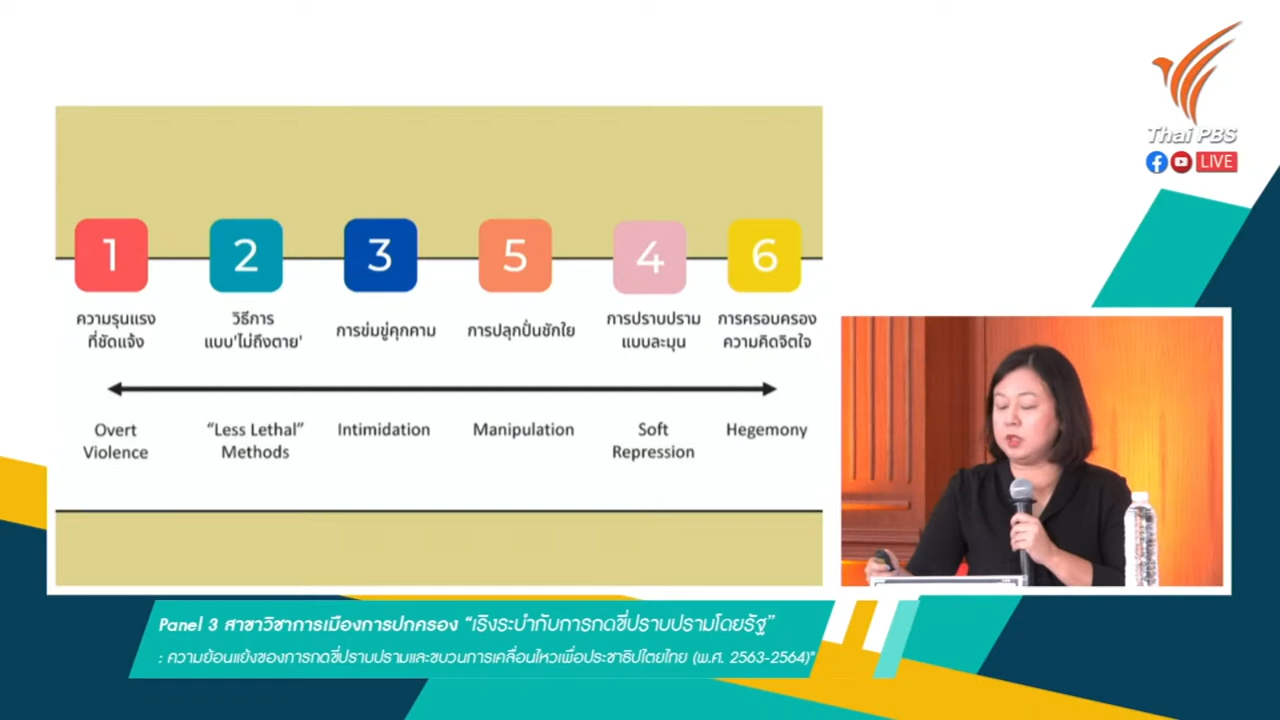 Thai PBS
LIVE
1
2
3
5
4
6
ความรุนแรง
ที่ชัดแจ้ง
วิธีการ
แบบ'ไม่ถึงตาย'
การข่มขู่คุกคาม
การปลุกปั่นชักใย
การปราบปราม
แบบละมุน
การครอบครอง
ความคิดจิตใจ
Overt
Violence
“Less Lethal”
Methods
Intimidation
Manipulation
Soft
Repression
Hegemony
Panel 3 สาขาวิชาการเมืองการปกครอง “เริงระบำกับการกดขี่ปราบปรามโดยรัฐ”
: ความย้อนแย้งของการกดขี่ปราบปรามและขบวนการเคลื่อนไหวเพื่อประชาธิปไตยไทย (พ.ศ. 2563-2564)"